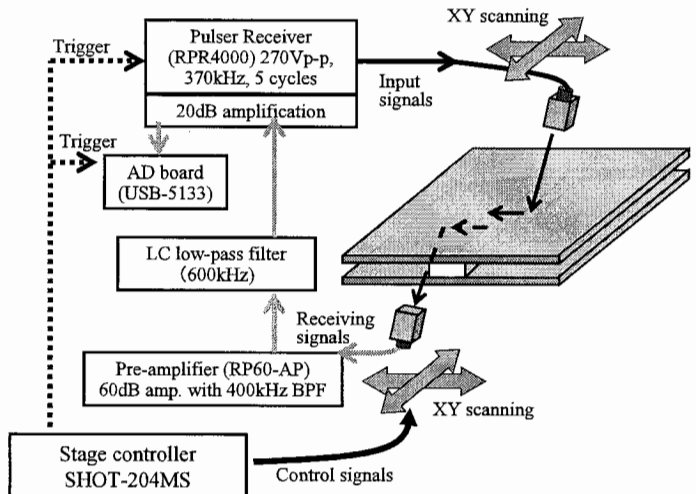 XY scanning
Trigger
Pulser Receiver
(RPR4000) 270Vp-p,
370kHz, 5 cycles
20dB amplification
Input
signals
Trigger
AD board
(USB-5133)
LC low-pass filter
(600kHz)
Receiving
signals
Pre-amplifier (RP60-AP)
60dB amp. with 400kHz BPF
XY scanning
Stage controller
SHOT-204MS
Control signals